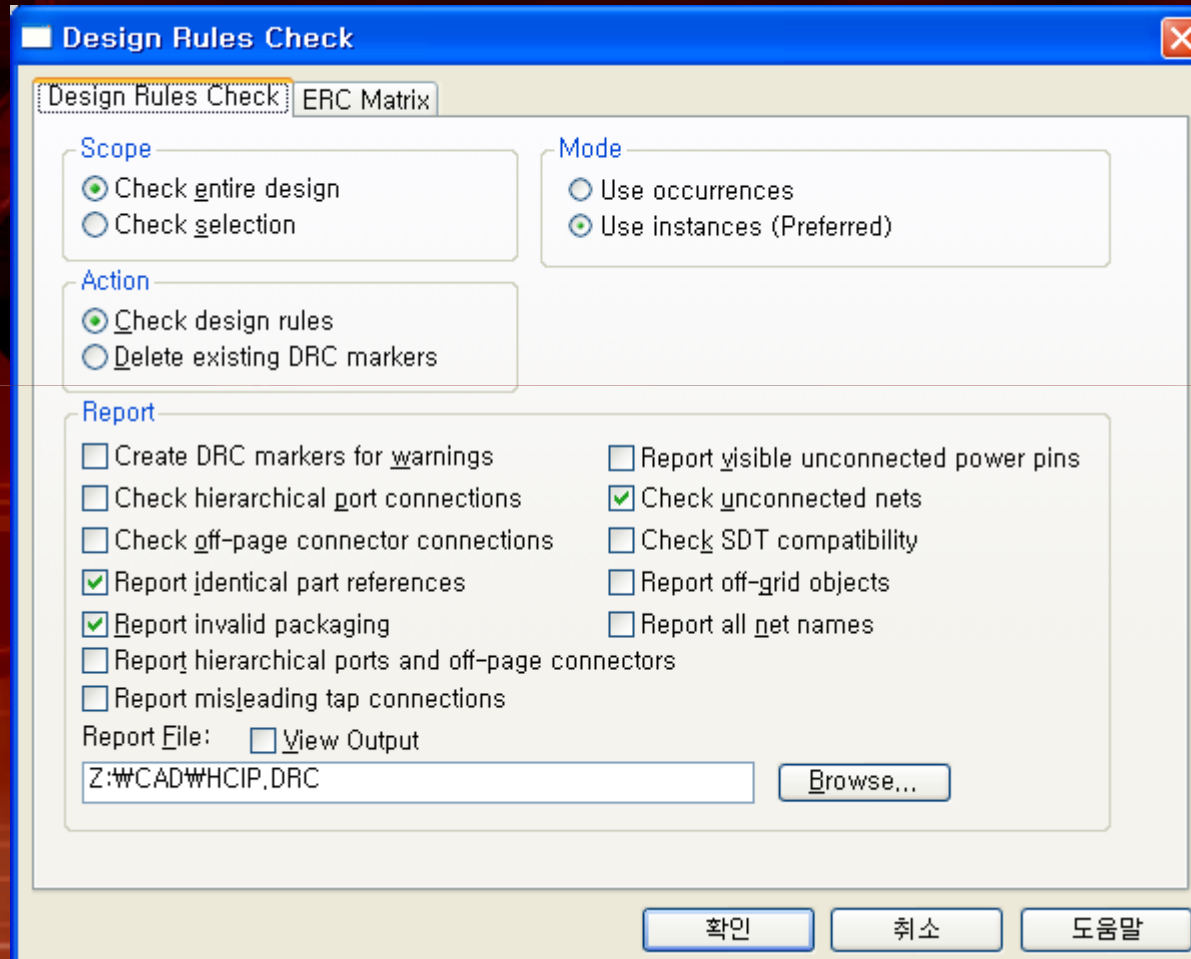 Design Rules Check
Design Rules Check ERC Matrix
Scope
Check entire design
Check selection
Mode
Use occurrences
Use instances (Preferred)
Action
Check design rules
Delete existing DRC markers
Report
Create DRC markers for warnings
Check hierarchical port connections
Check off-page connector connections
Report identical part references
Report invalid packaging
Report hierarchical ports and off-page connectors
Report misleading tap connections
Report visible unconnected power pins
Check unconnected nets
Check SDT compatibility
Report off-grid objects
Report all net names
Report File: View Output
Z:₩CAD₩HCIP.DRC
Browse...
확인 취소 도움말